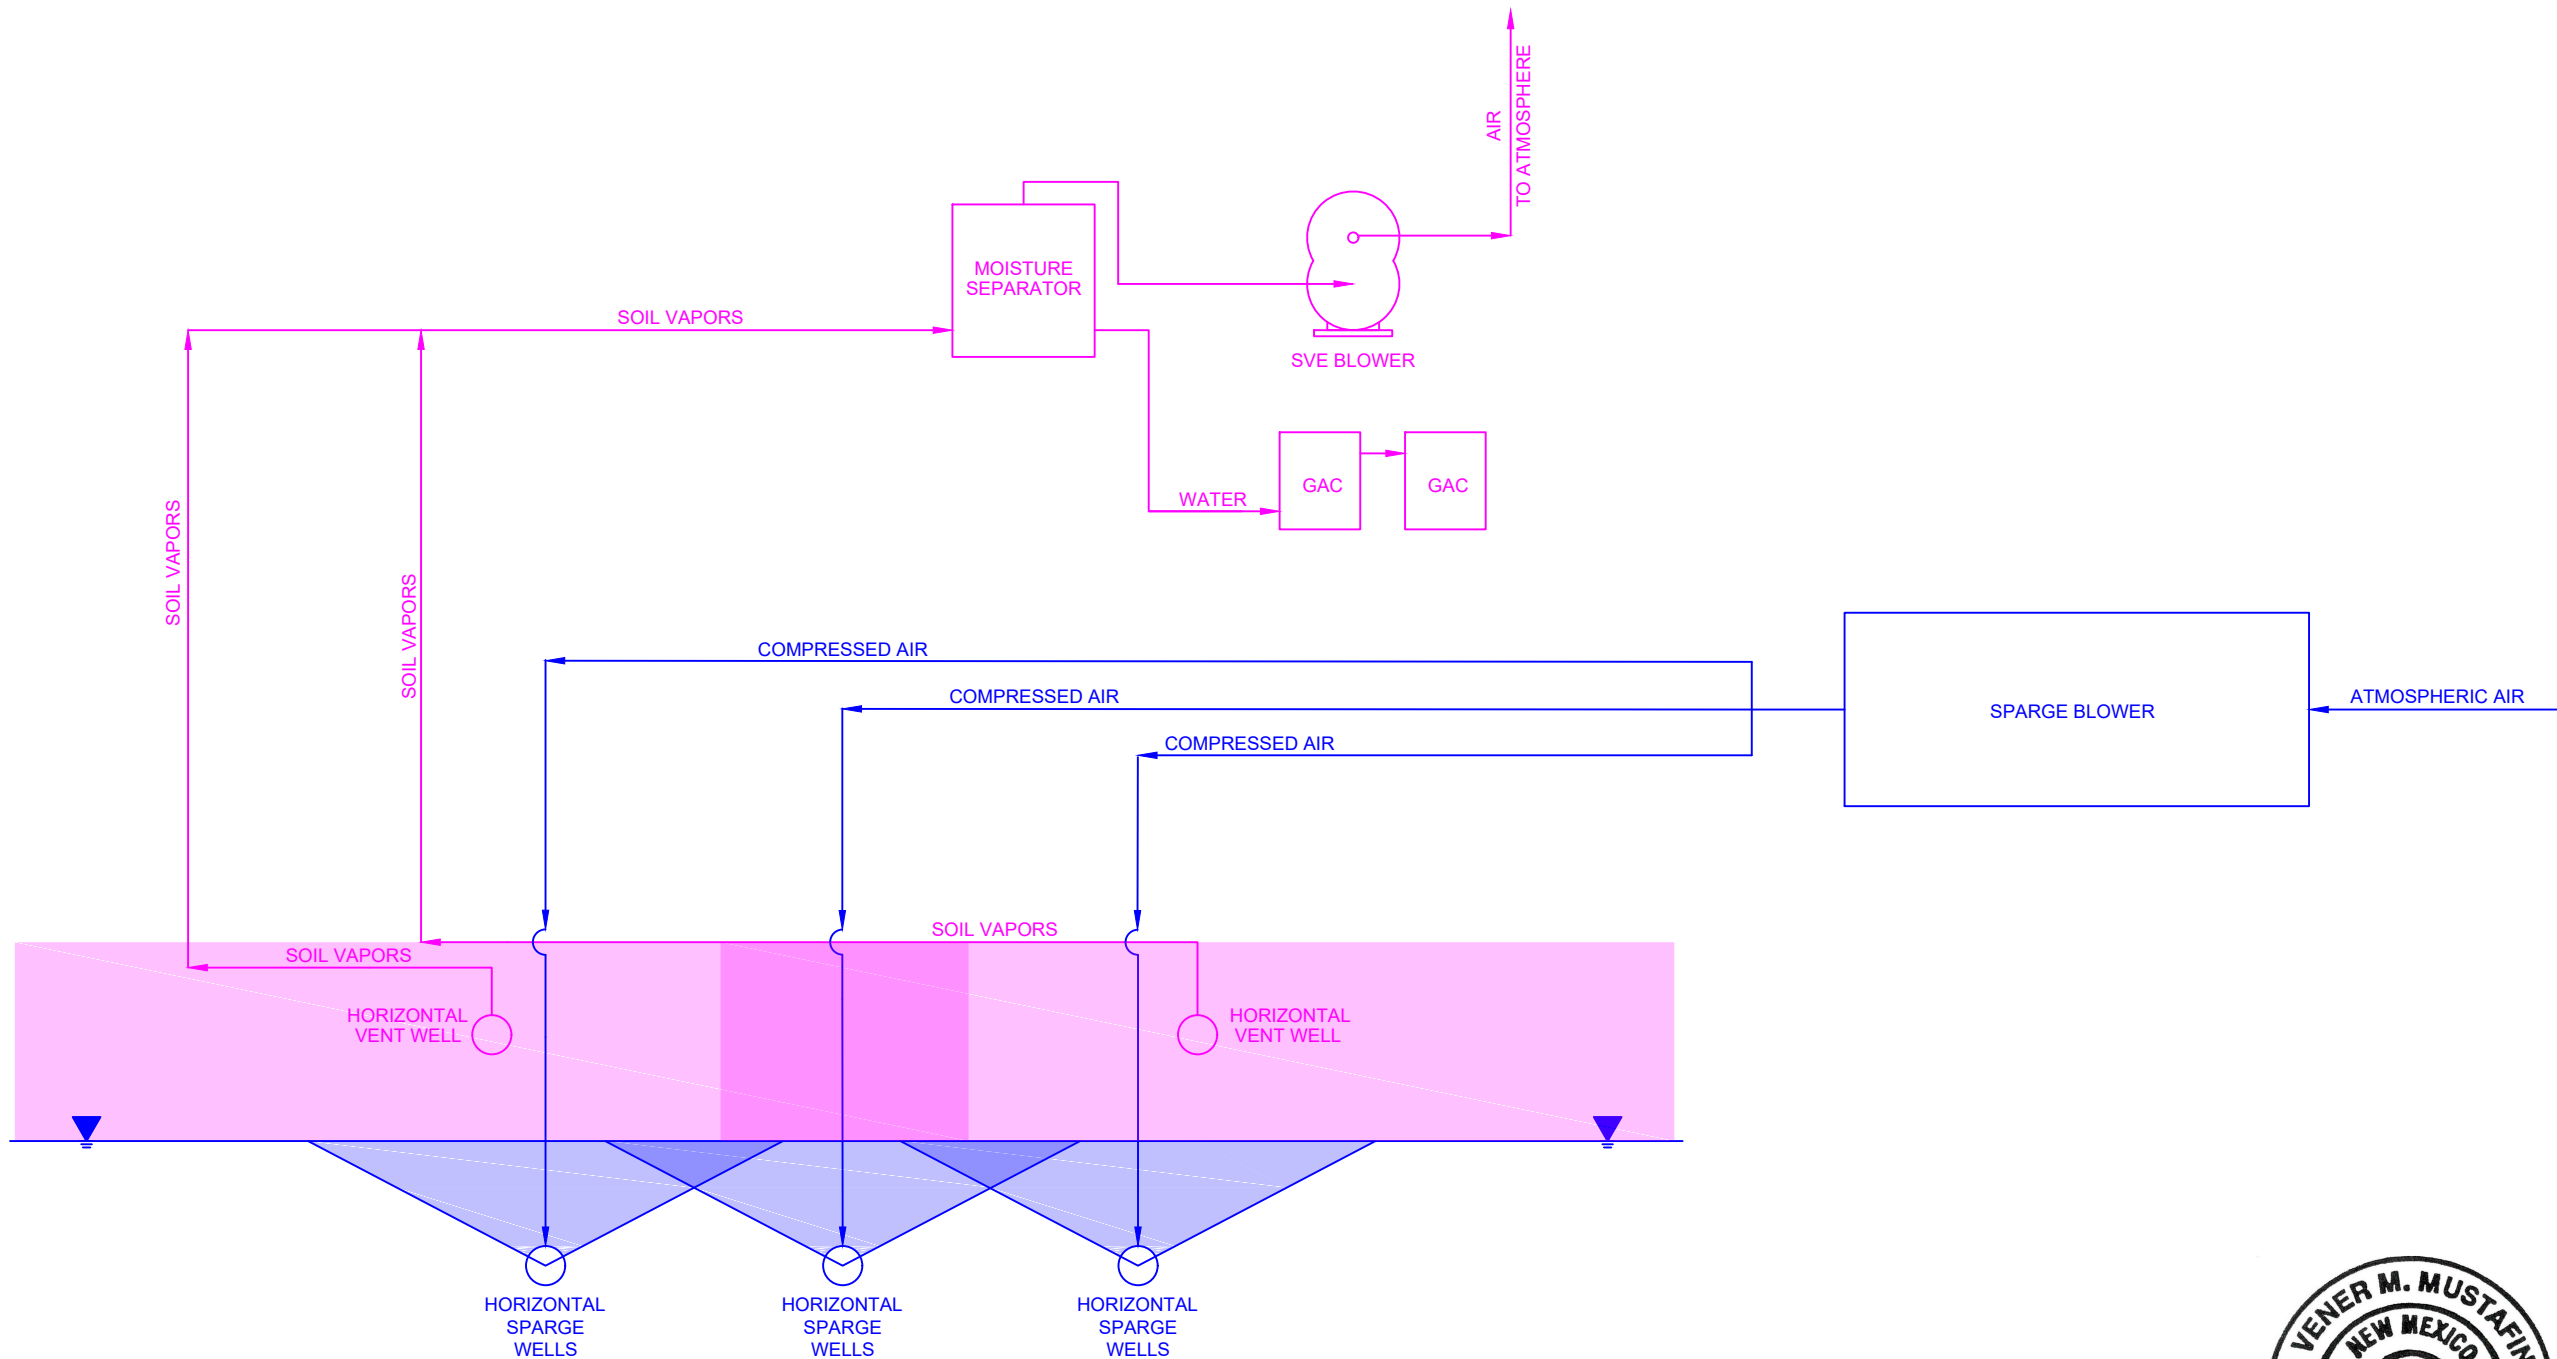 AIR
TO ATMOSPHERE
MOISTURE
SEPARATOR
SOIL VAPORS
SVE BLOWER
GAC
GAC
WATER
SOIL VAPORS
SOIL VAPORS
COMPRESSED AIR
COMPRESSED AIR
COMPRESSED AIR
SPARGE BLOWER
ATMOSPHERIC AIR
SOIL VAPORS
SOIL VAPORS
HORIZONTAL
VENT WELL
HORIZONTAL
VENT WELL
HORIZONTAL
SPARGE
WELLS
HORIZONTAL
SPARGE
WELLS
HORIZONTAL
SPARGE
WELLS
VENER M. MUSTAFIN
NEW MEXICO